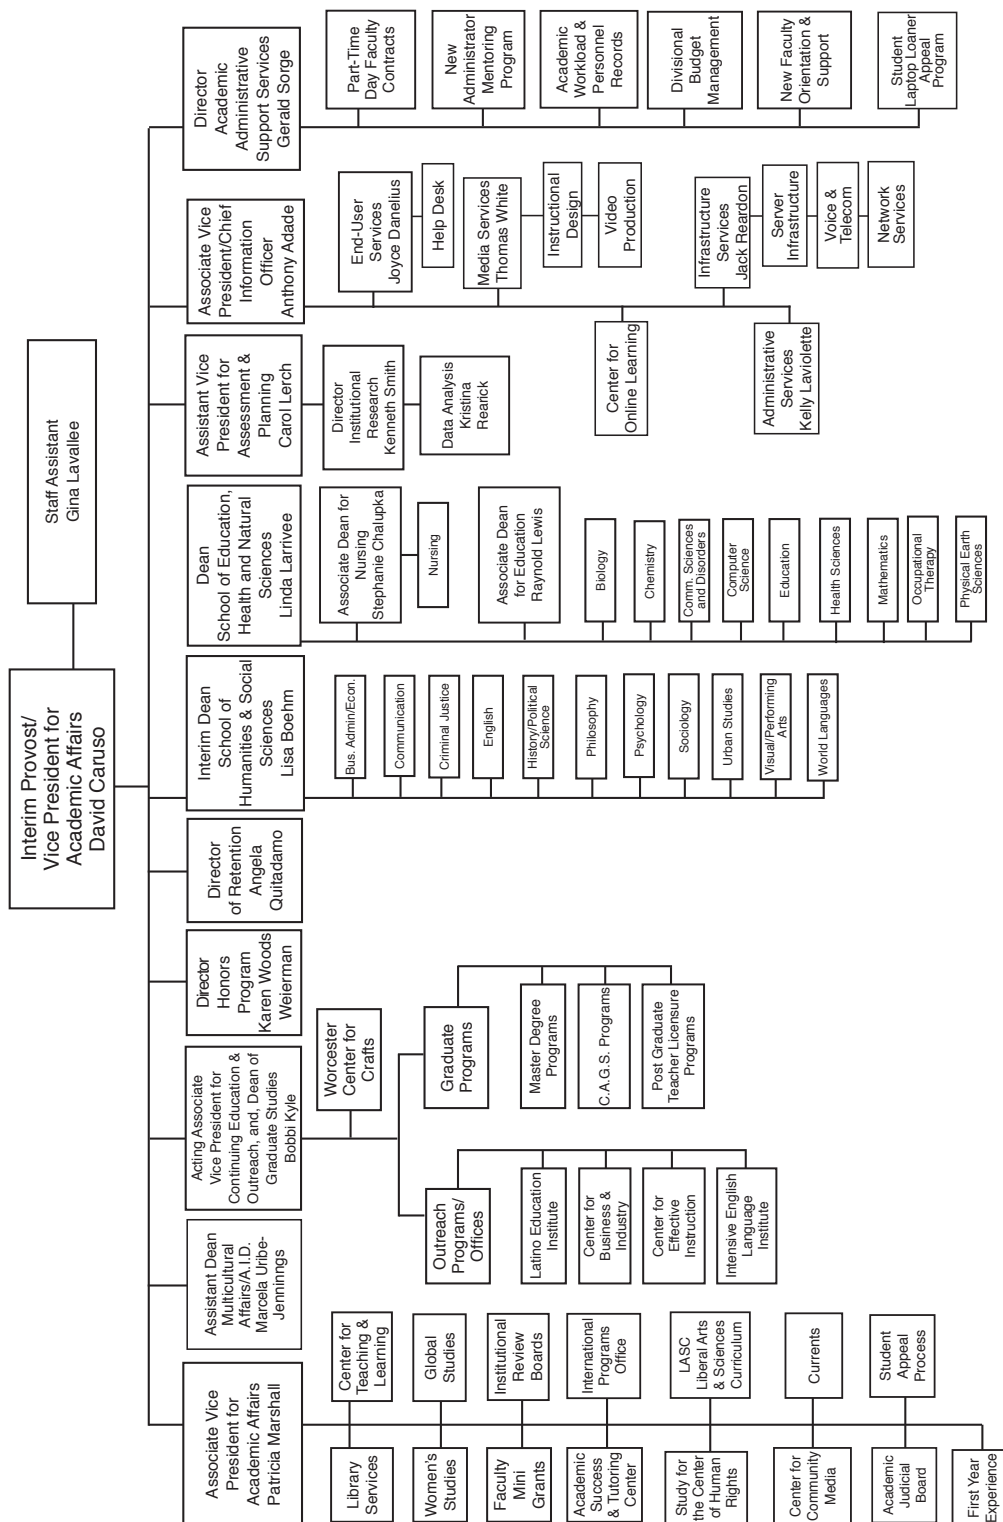 Interim Provost/
Vice President for
Academic Affairs
David Caruso
Staff Assistant
Gina Lavallee
Associate Vice
President for
Academic Affairs
Patricia Marshall
Library
Services
Center for
Teaching &
Learning
Women's
Studies
Global
Studies
Faculty
Mini
Grants
Institutional
Review
Boards
Academic
Success
& Tutoring
Center
International
Programs
Office
Study for
the Center
of Human
Rights
LASC
Liberal Arts
& Sciences
Curriculum
Center for
Community
Media
Currents
Academic
Judicial
Board
Student
Appeal
Process
First Year
Experience
Assistant Dean
Multicultural
Affairs/A.I.D.
Marcela Uribe-
Jennings
Acting Associate
Vice President for
Continuing Education &
Outreach, and, Dean of
Graduate Studies
Bobbi Kyle
Worcester
Center for
Crafts
Outreach
Programs/
Offices
Latino Education
Institute
Center for
Business &
Industry
Center for
Effective
Instruction
Intensive English
Language
Institute
Graduate
Programs
Master Degree
Programs
C.A.G.S. Programs
Post Graduate
Teacher Licensure
Programs
Director
Honors
Program
Karen Woods
Weierman
Director
of Retention
Angela
Quitadamo
Interim Dean
School of
Humanities & Social
Sciences
Lisa Boehm
Bus. Admin/Econ.
Communication
Criminal Justice
English
History/Political
Science
Philosophy
Psychology
Sociology
Urban Studies
Visual/Performing
Arts
World Languages
Dean
School of Education,
Health and Natural
Sciences
Linda Larrivee
Associate Dean for
Nursing
Stephanie Chalupka
Nursing
Associate Dean
for Education
Raynold Lewis
Biology
Chemistry
Comm. Sciences
and Disorders
Computer
Science
Education
Health Sciences
Mathematics
Occupational
Therapy
Physical Earth
Sciences
Assistant Vice
President for
Assessment &
Planning
Carol Lerch
Director
Institutional
Research
Kenneth Smith
Data Analysis
Kristina
Rearick
Associate Vice
President/Chief
Information
Officer
Anthony Adade
End-User
Services
Joyce Danelius
Help Desk
Media Services
Thomas White
Instructional
Design
Video
Production
Center for
Online Learning
Infrastructure
Services
Jack Reardon
Server
Infrastructure
Voice &
Telecom
Network
Services
Administrative
Services
Kelly Laviolette
Director
Academic
Administrative
Support Services
Gerald Sorge
Part-Time
Day Faculty
Contracts
New
Administrator
Mentoring
Program
Academic
Workload &
Personnel
Records
Divisional
Budget
Management
New Faculty
Orientation &
Support
Student
Laptop Loaner
Appeal
Program